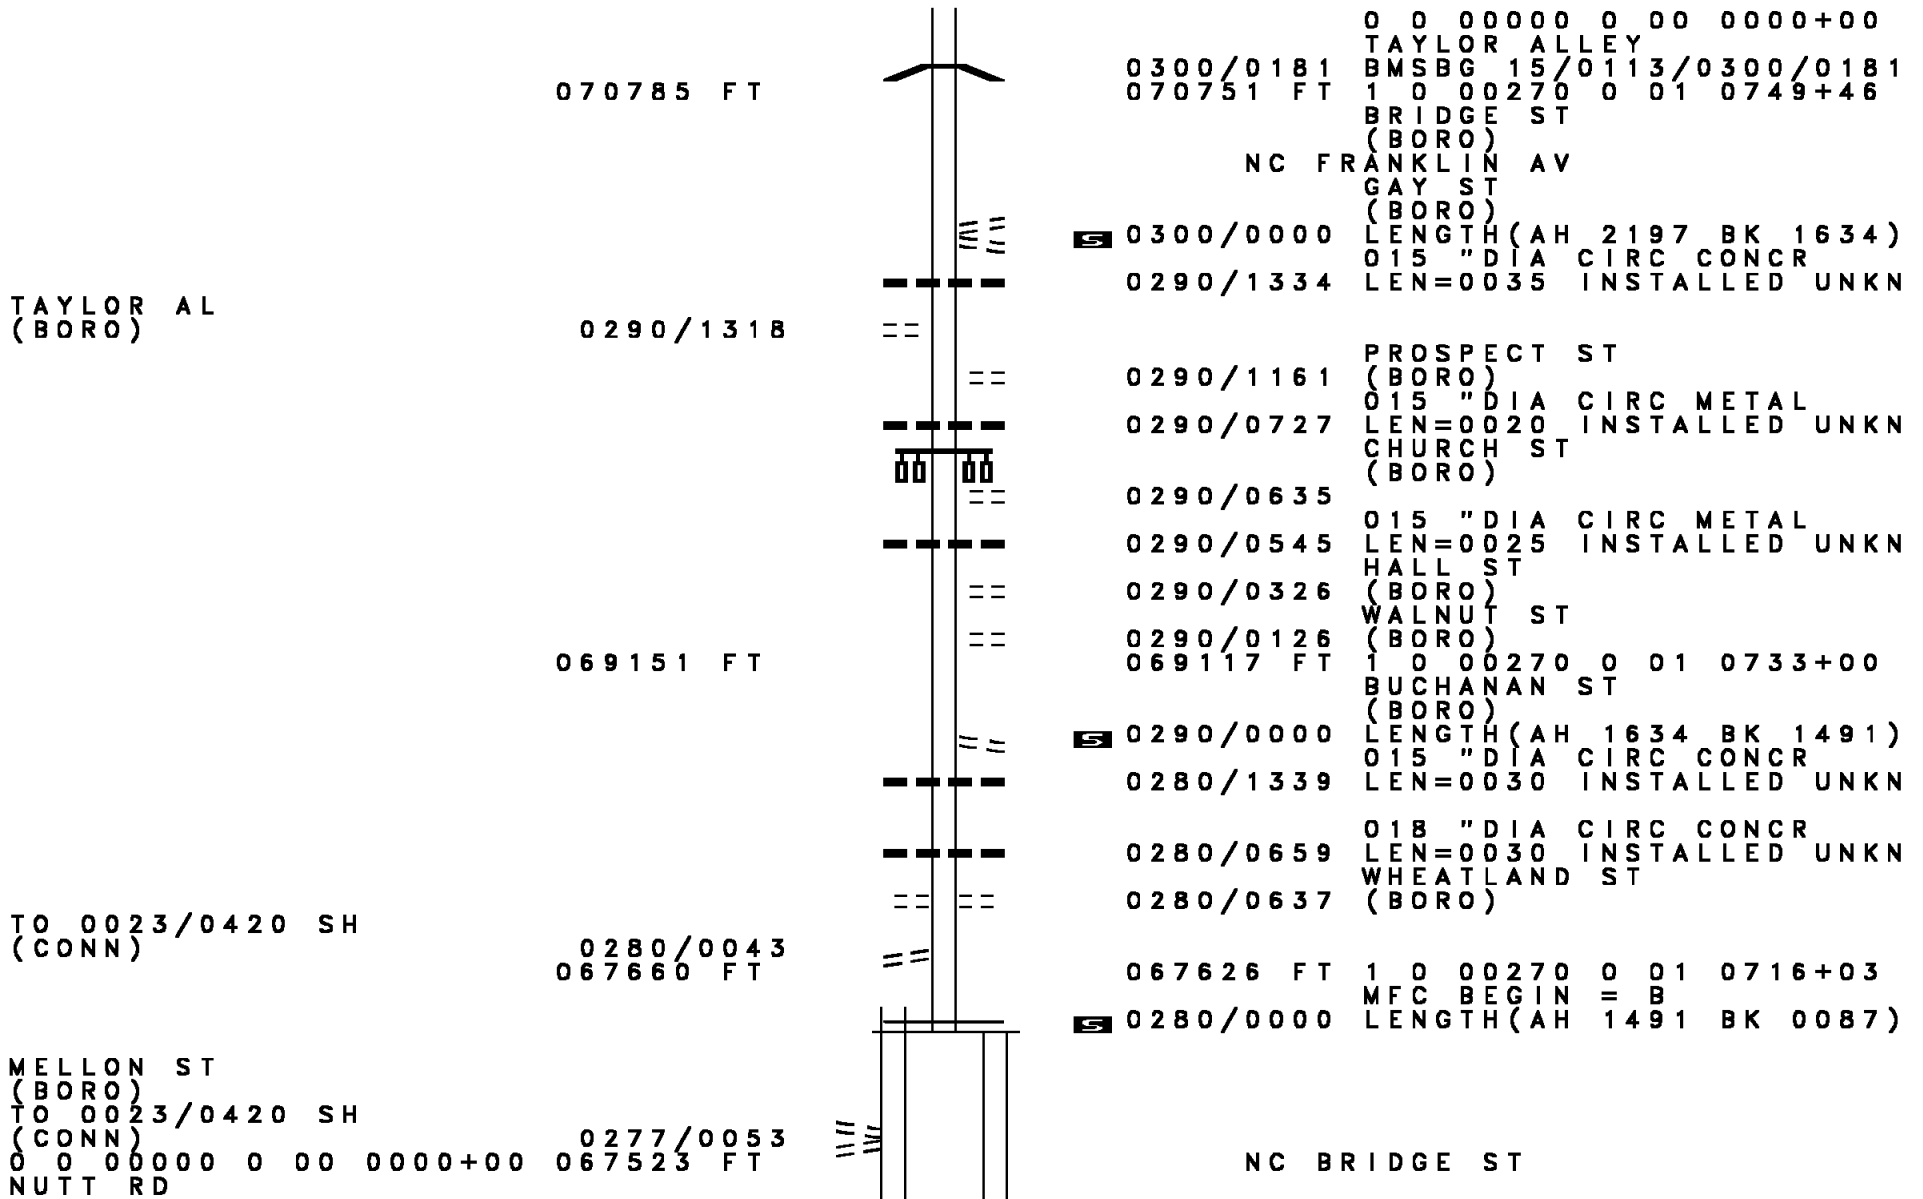 0 0 00000 0 00 0000+00
TAYLOR ALLEY
0300/0181 BMSBG 15/0113/0300/0181
070785 FT 070751 FT 1 0 00270 0 01 0749+46
BRIDGE ST
(BORO)
NC FRANKLIN AV
GAY ST
(BORO)
S 0300/0000 LENGTH(AH 2197 BK 1634)
015 "DIA CIRC CONCR
0290/1334 LEN=0035 INSTALLED UNKN
TAYLOR AL
(BORO) 0290/1318
PROSPECT ST
0290/1161 (BORO)
015 "DIA CIRC METAL
0290/0727 LEN=0020 INSTALLED UNKN
CHURCH ST
(BORO)
0290/0635
015 "DIA CIRC METAL
0290/0545 LEN=0025 INSTALLED UNKN
HALL ST
0290/0326 (BORO)
WALNUT ST
0290/0126 (BORO)
069151 FT 069117 FT 1 0 00270 0 01 0733+00
BUCHANAN ST
(BORO)
S 0290/0000 LENGTH(AH 1634 BK 1491)
015 "DIA CIRC CONCR
0280/1339 LEN=0030 INSTALLED UNKN
018 "DIA CIRC CONCR
0280/0659 LEN=0030 INSTALLED UNKN
WHEATLAND ST
0280/0637 (BORO)
TO 0023/0420 SH
(CONN) 0280/0043
067660 FT 067626 FT 1 0 00270 0 01 0716+03
MFC BEGIN = B
S 0280/0000 LENGTH(AH 1491 BK 0087)
MELLON ST
(BORO)
TO 0023/0420 SH
(CONN) 0277/0053
0 0 00000 0 00 0000+00 067523 FT NC BRIDGE ST
NUTT RD